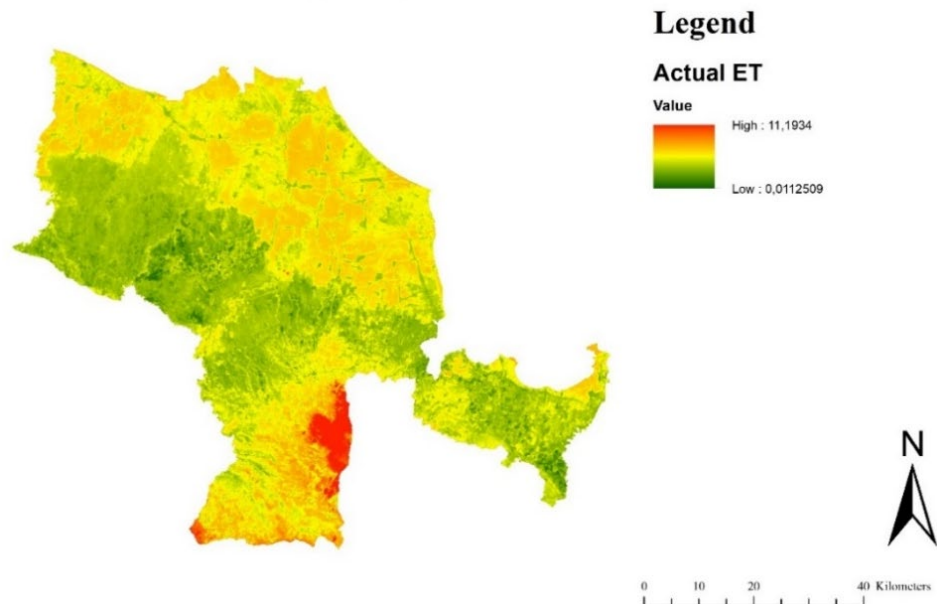 Legend
Actual ET
Value
High : 11,1934
Low : 0,0112509
N
0 10 20 40 Kilometers